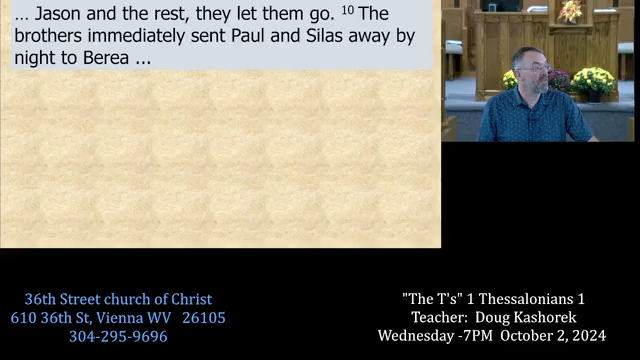 ... Jason and the rest, they let them go. 10 The
brothers immediately sent Paul and Silas away by
night to Berea ...
36th Street church of Christ
610 36th St, Vienna WV 26105
304-295-9696
"The T's" 1 Thessalonians 1
Teacher: Doug Kashorek
Wednesday -7PM October 2, 2024